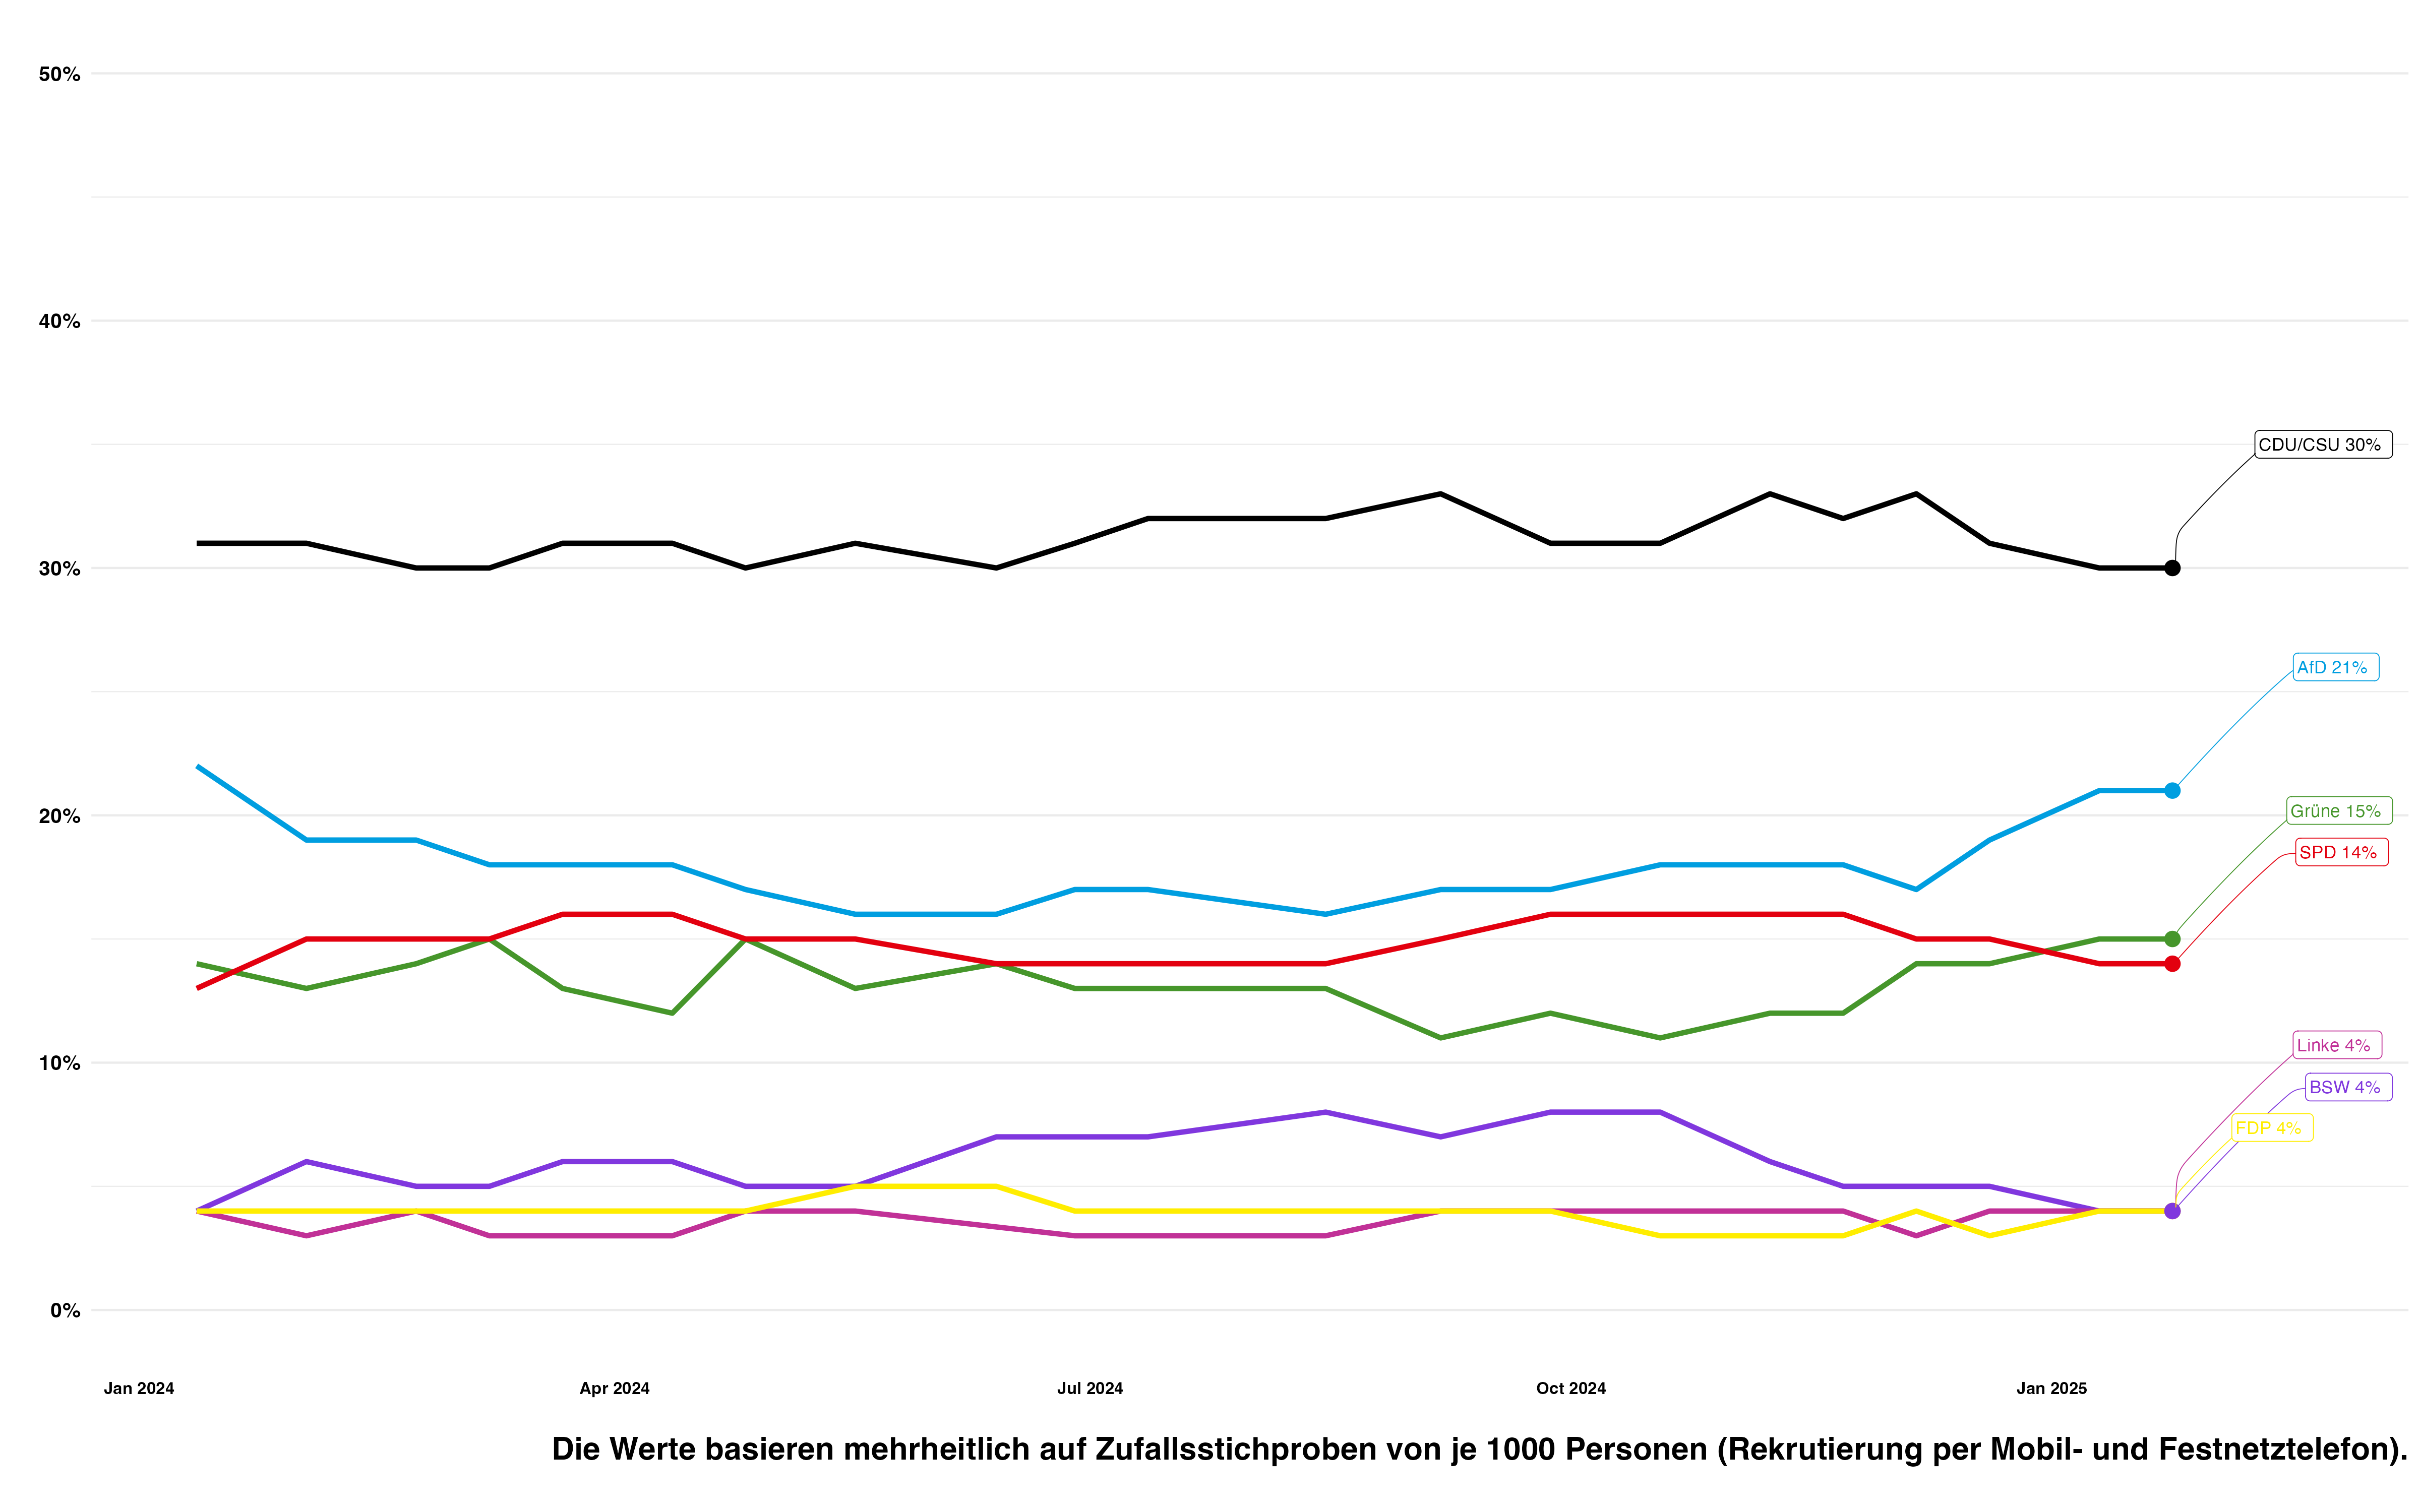 50%
40%
CDU/CSU 30%
30%
AfD 21%
20%
Grüne 15%
SPD 14%
10%
Linke 4%
BSW 4%
FDP 4%
0%
Jan 2024 Apr 2024 Jul 2024 Oct 2024 Jan 2025
Die Werte basieren mehrheitlich auf Zufallsstichproben von je 1000 Personen (Rekrutierung per Mobil- und Festnetztelefon).